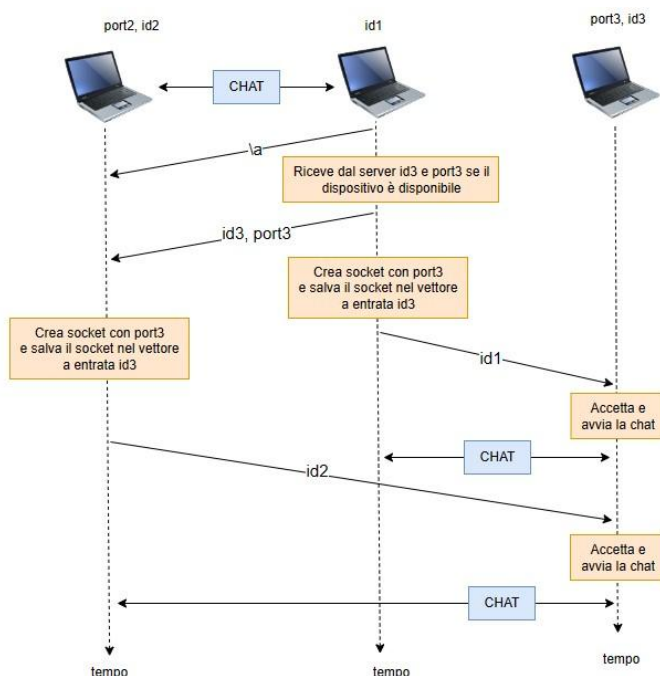 port2, id2
id1
port3, id3
CHAT
\a
Riceve dal server id3 e port3 se il
dispositivo è disponibile
id3, port3
Crea socket con port3
e salva il socket nel vettore
a entrata id3
Crea socket con port3
e salva il socket nel vettore
a entrata id3
id1
Accetta e
avvia la chat
CHAT
id2
Accetta e
avvia la chat
CHAT
tempo
tempo
tempo